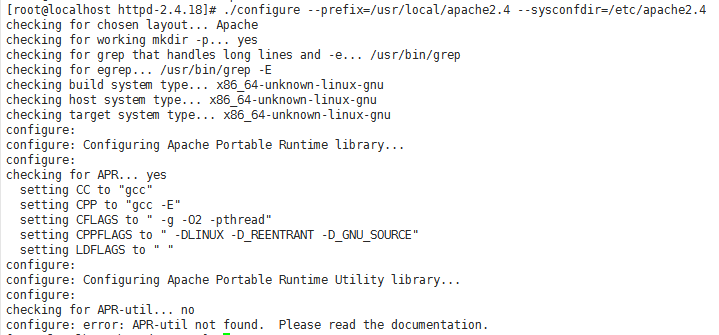 [root@localhost httpd-2.4.18]# ./configure --prefix=/usr/local/apache2.4 --sysconfdir=/etc/apache2.4
checking for chosen layout... Apache
checking for working mkdir -p... yes
checking for grep that handles long lines and -e... /usr/bin/grep
checking for egrep... /usr/bin/grep -E
checking build system type... x86_64-unknown-linux-gnu
checking host system type... x86_64-unknown-linux-gnu
checking target system type... x86_64-unknown-linux-gnu
configure:
configure: Configuring Apache Portable Runtime library...
configure:
checking for APR... yes
  setting CC to "gcc"
  setting CPP to "gcc -E"
  setting CFLAGS to " -g -O2 -pthread"
  setting CPPFLAGS to " -DLINUX -D_REENTRANT -D_GNU_SOURCE"
  setting LDFLAGS to " "
configure:
configure: Configuring Apache Portable Runtime Utility library...
configure:
checking for APR-util... no
configure: error: APR-util not found.  Please read the documentation.